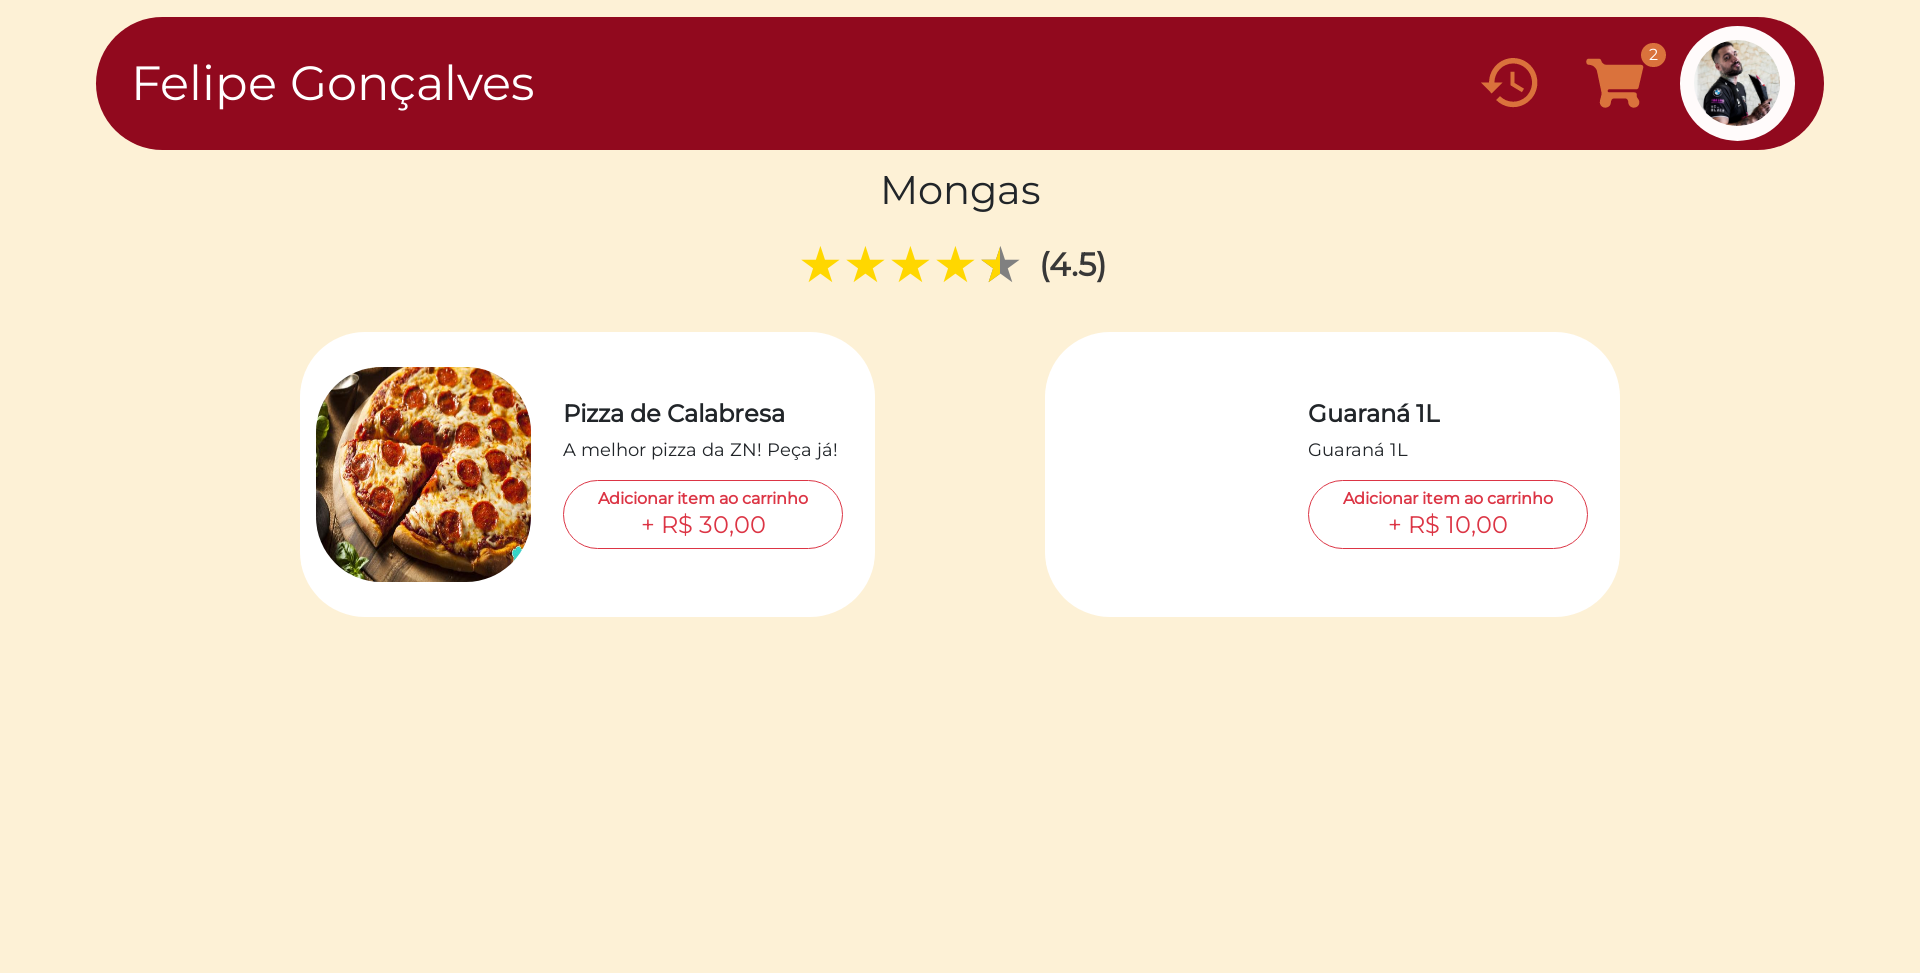 Felipe Gonçalves
2
Mongas
(4.5)
Pizza de Calabresa
A melhor pizza da ZN! Peça já!
Adicionar item ao carrinho
+ R$ 30,00
Guaraná 1L
Guaraná 1L
Adicionar item ao carrinho
+ R$ 10,00